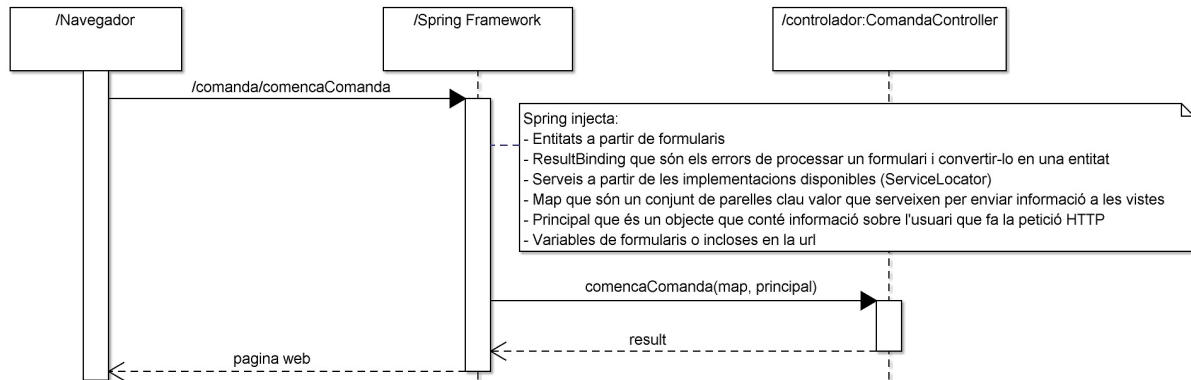 /Navegador
/Spring Framework
/controlador:ComandaController
/comanda/comencaComanda
Spring injecta:
- Entitats a partir de formularis
- ResultBinding que són els errors de processar un formulari i convertir-lo en una entitat
- Serveis a partir de les implementacions disponibles (ServiceLocator)
- Map que són un conjunt de parelles clau valor que serveixen per enviar informació a les vistes
- Principal que és un objecte que conté informació sobre l'usuari que fa la petició HTTP
- Variables de formularis o incloses en la url
comencaComanda(map, principal)
result
pagina web